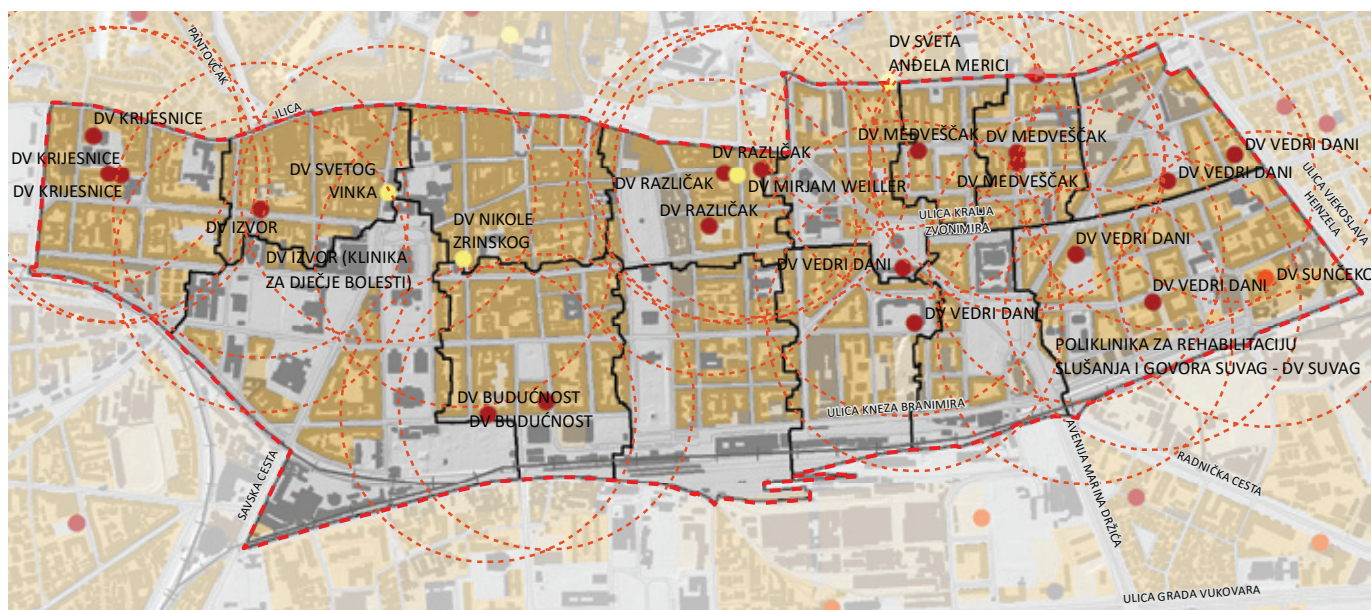 PANTOVČAK
ILICA
DV KRIJESNICE
DV KRIJESNICE
DV KRIJESNICE
DV IZVOR
DV SVETOG
VINKA
DV IZVOR (KLINIKA
ZA DJEČJE BOLESTI)
DV NIKOLE
ZRINSKOG
DV RAZLIČAK
DV RAZLIČAK
DV RAZLIČAK
DV MIRJAM WEILLER
DV SVETA
ANĐELA MERICI
DV MEDVEŠČAK
DV MEDVEŠČAK
DV MEDVEŠČAK
DV VEDRI DANI
DV VEDRI DANI
ULICA VJEKOSLAVA
HEINZELA
ULICA KRALJA
ZVONIMIRA
DV VEDRI DANI
DV VEDRI DANI
DV SUNČEKO
DV VEDRI DANI
DV VEDRI DANI
POLIKLINIKA ZA REHABILITACIJU
SLUŠANJA I GOVORA SUVAG - DV SUVAG
DV BUDUĆNOST
DV BUDUĆNOST
ULICA KNEZA BRANIMIRA
SAVSKA CESTA
AVENIJA MARINA DRŽIĆA
RADNIČKA CESTA
ULICA GRADA VUKOVARA